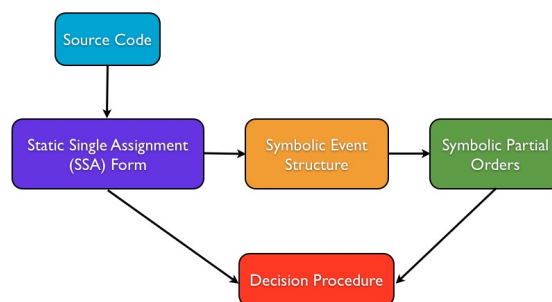 Source Code
Static Single Assignment
(SSA) Form
Symbolic Event
Structure
Symbolic Partial
Orders
Decision Procedure